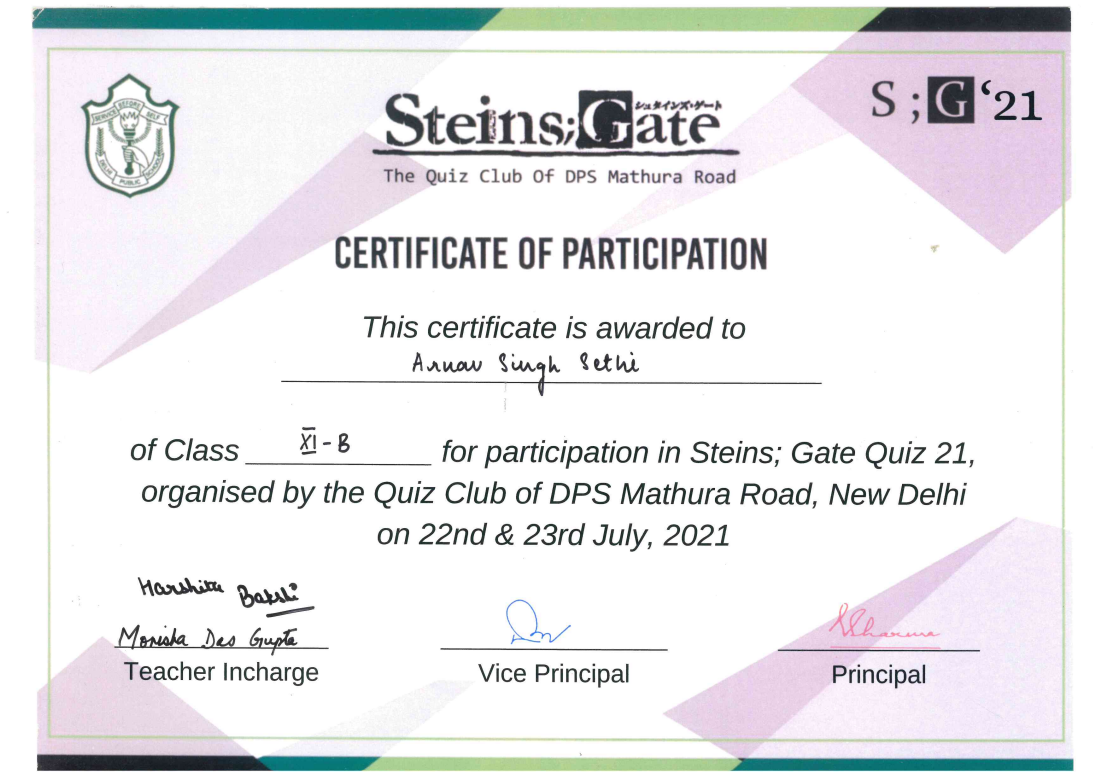 SERVICE BEFORE SELF
DELHI PUBLIC SCHOOL
Steins;Gate
シュタインズ・ゲート
S ;G ‘21
The Quiz Club Of DPS Mathura Road
CERTIFICATE OF PARTICIPATION
This certificate is awarded to
Arnav Singh Sethi
of Class XI-B for participation in Steins; Gate Quiz 21,
organised by the Quiz Club of DPS Mathura Road, New Delhi
on 22nd & 23rd July, 2021
Harshita Bakshi
Monisha Das Gupta
Sharma
Teacher Incharge
Vice Principal
Principal